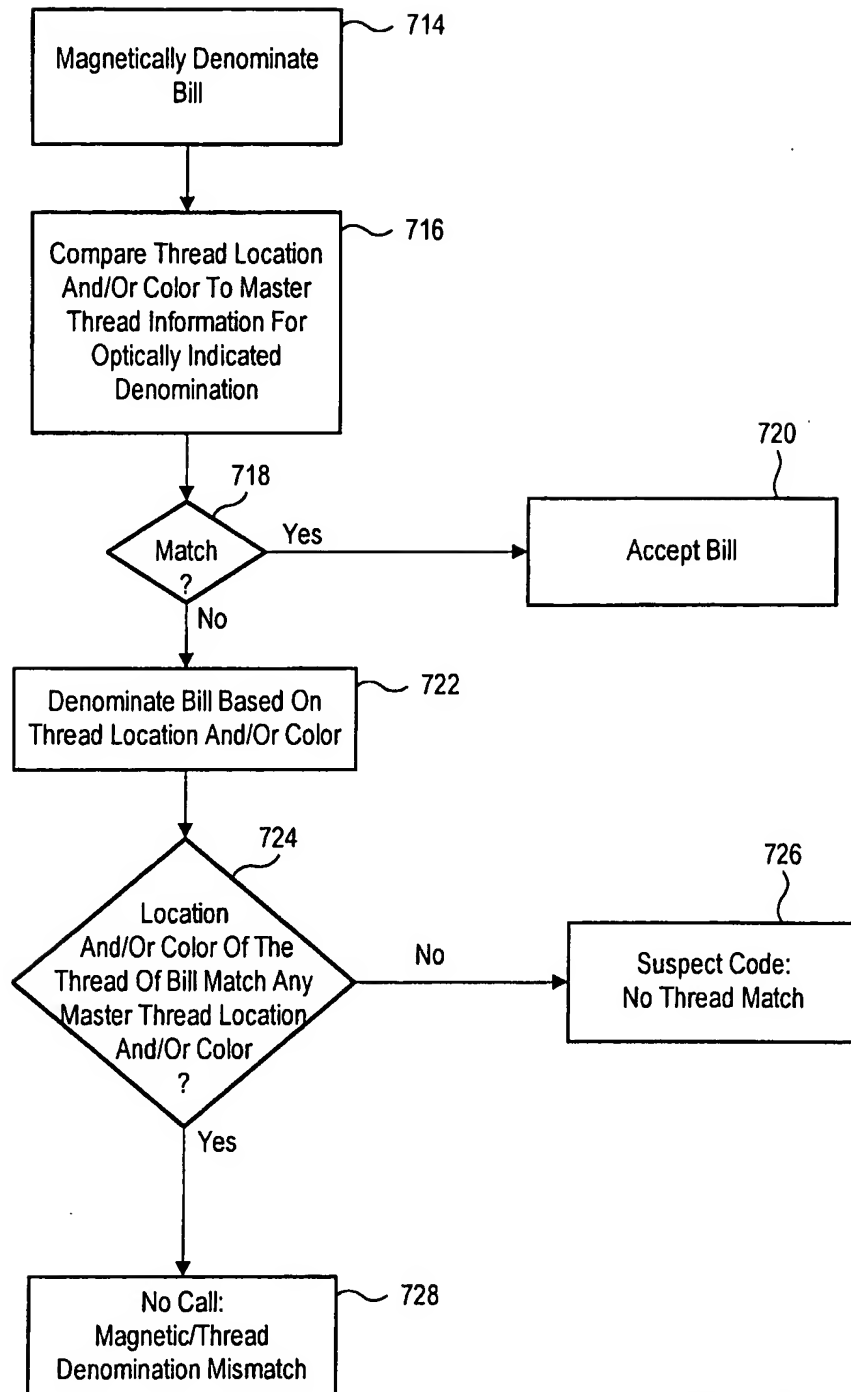 714
Magnetically Denominate
Bill
716
Compare Thread Location
And/Or Color To Master
Thread Information For
Optically Indicated
Denomination
718
Match
?
Yes
No
720
Accept Bill
722
Denominate Bill Based On
Thread Location And/Or Color
724
Location
And/Or Color Of The
Thread Of Bill Match Any
Master Thread Location
And/Or Color
?
No
Yes
726
Suspect Code:
No Thread Match
728
No Call:
Magnetic/Thread
Denomination Mismatch